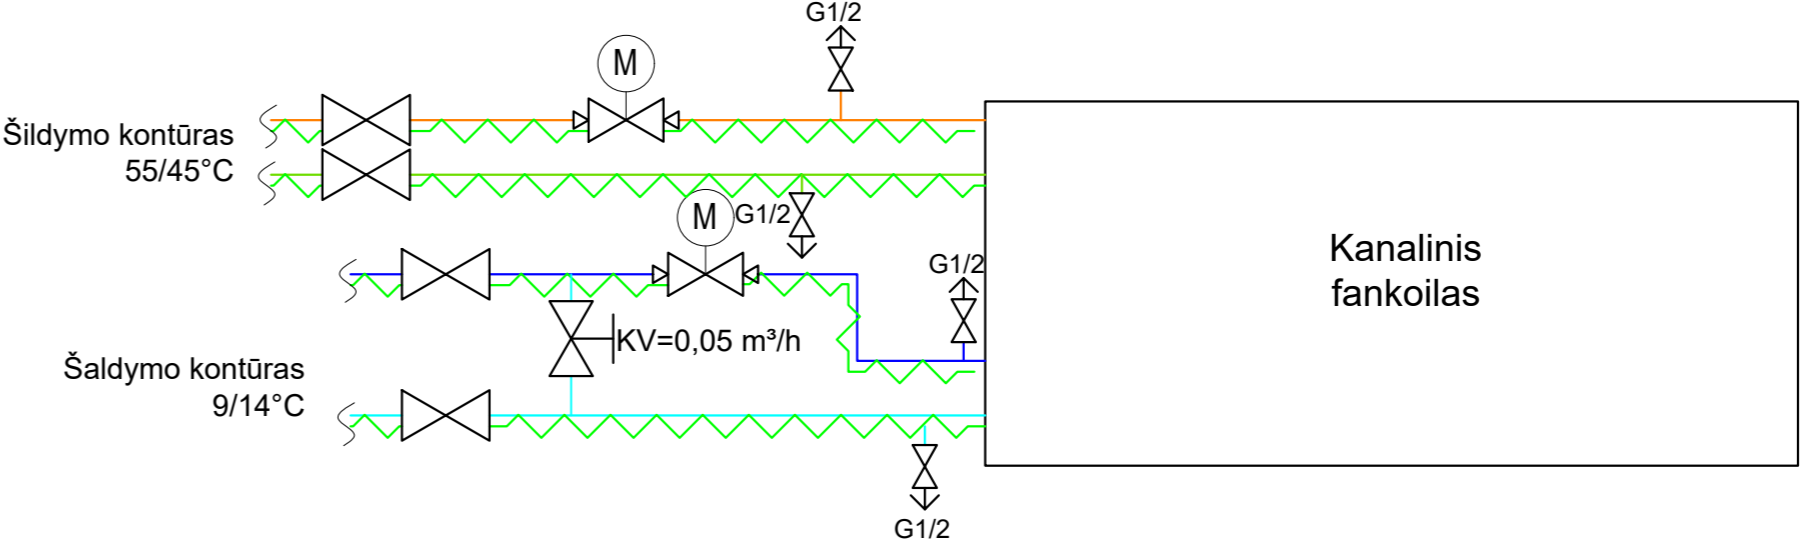 G1/2
M
Šildymo kontūras
55/45°C
M
G1/2
G1/2
Kanalinis
fankoilas
KV=0,05 m³/h
Šaldymo kontūras
9/14°C
G1/2